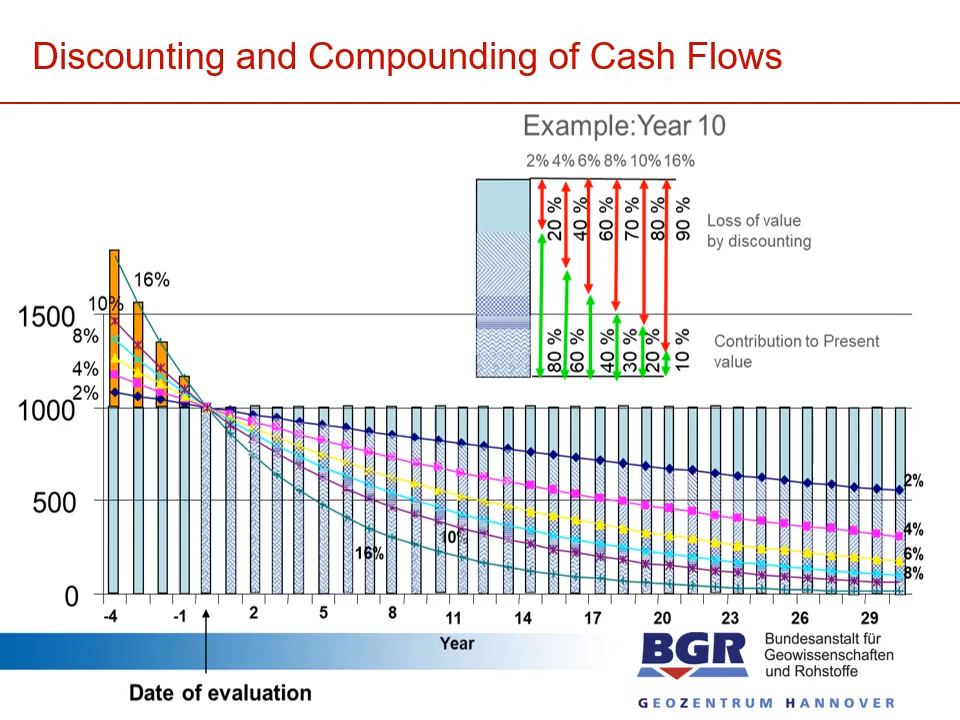 Discounting and Compounding of Cash Flows
Example:Year 10
2% 4% 6% 8% 10% 16%
20 % 40 % 60 % 70 % 80 % 90 %
Loss of value
by discounting
80 % 60 % 40 % 30 % 20 % 10 %
Contribution to Present
value
16%
10%
1500
8%
4%
2%
1000
500
0
2%
4%
6%
8%
10%
16%
-4 -1 2 5 8 11 14 17 20 23 26 29
Year
Date of evaluation
BGR
Bundesanstalt für
Geowissenschaften
und Rohstoffe
GEOZENTRUM HANNOVER